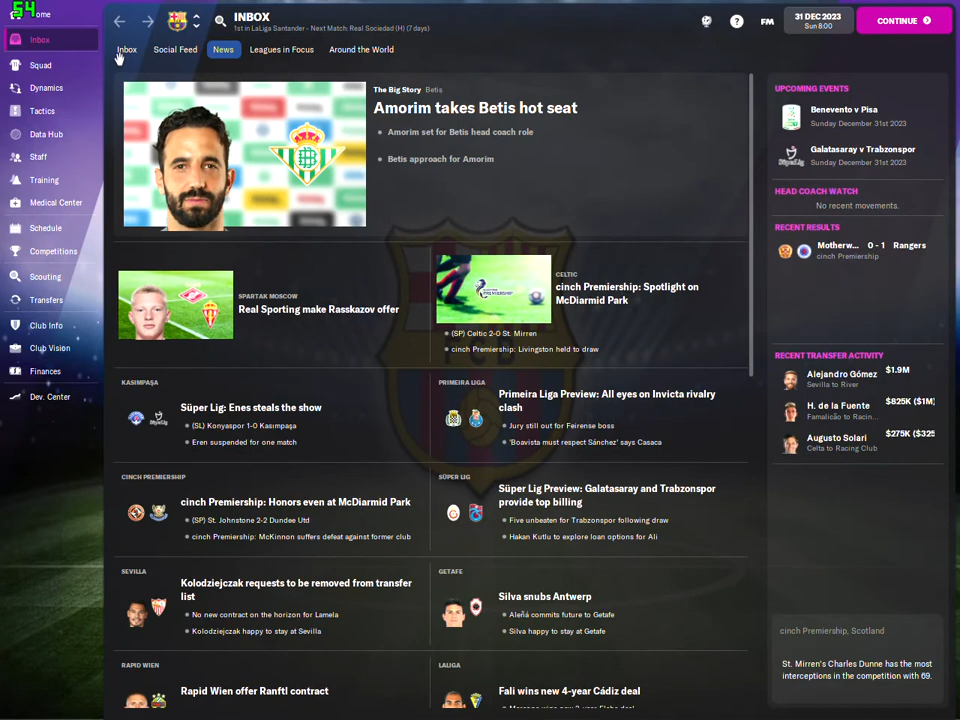 54
Home
INBOX
1st in LaLiga Santander - Next Match: Real Sociedad (H) (7 days)
?
FM
31 DEC 2023
Sun 8:00
CONTINUE
Inbox
Squad
Dynamics
Tactics
Data Hub
Staff
Training
Medical Center
Schedule
Competitions
Scouting
Transfers
Club Info
Club Vision
Finances
Dev. Center
Inbox
Social Feed
News
Leagues in Focus
Around the World
The Big Story Betis
Amorim takes Betis hot seat
Amorim set for Betis head coach role
Betis approach for Amorim
SPARTAK MOSCOW
Real Sporting make Rasskazov offer
CELTIC
cinch Premiership: Spotlight on
McDiarmid Park
(SP) Celtic 2-0 St. Mirren
cinch Premiership: Livingston held to draw
KASIMPAŞA
Süper Lig: Enes steals the show
(SL) Konyaspor 1-0 Kasımpaşa
Eren suspended for one match
PRIMEIRA LIGA
Primeira Liga Preview: All eyes on Invicta rivalry
clash
Jury still out for Feirense boss
'Boavista must respect Sánchez' says Casaca
CINCH PREMIERSHIP
cinch Premiership: Honors even at McDiarmid Park
(SP) St. Johnstone 2-2 Dundee Utd
cinch Premiership: McKinnon suffers defeat against former club
SÜPER LIG
Süper Lig Preview: Galatasaray and Trabzonspor
provide top billing
Five unbeaten for Trabzonspor following draw
Hakan Kutlu to explore loan options for Ali
SEVILLA
Kolodziejczak requests to be removed from transfer
list
No new contract on the horizon for Lamela
Kolodziejczak happy to stay at Sevilla
GETAFE
Silva snubs Antwerp
Aleñá commits future to Getafe
Silva happy to stay at Getafe
RAPID WIEN
Rapid Wien offer Ranftl contract
LALIGA
Fali wins new 4-year Cádiz deal
UPCOMING EVENTS
Benevento v Pisa
Sunday December 31st 2023
Galatasaray v Trabzonspor
Sunday December 31st 2023
HEAD COACH WATCH
No recent movements.
RECENT RESULTS
Motherw... 0 - 1 Rangers
cinch Premiership
RECENT TRANSFER ACTIVITY
Alejandro Gómez $1.9M
Sevilla to River
H. de la Fuente $825K ($1M)
Famalicão to Racin...
Augusto Solari $275K ($325
Celta to Racing Club
cinch Premiership, Scotland
St. Mirren's Charles Dunne has the most
interceptions in the competition with 69.